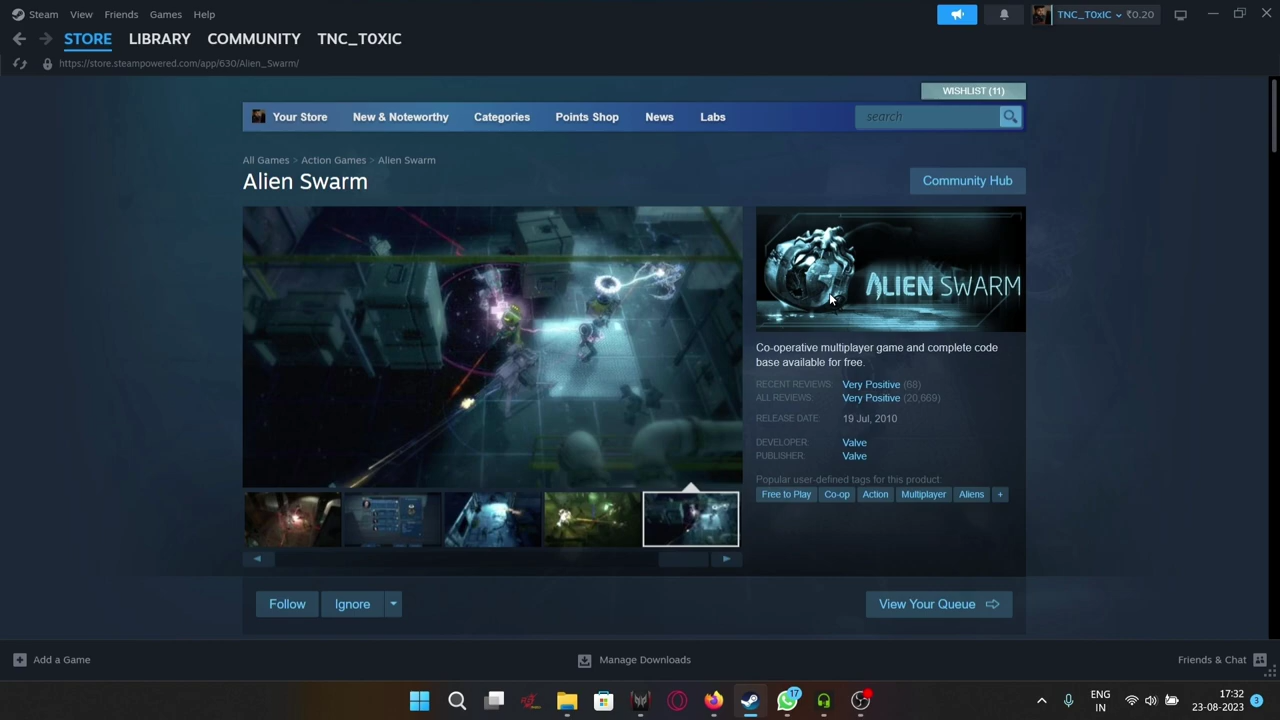 Steam View Friends Games Help
TNC_T0xIC ₹0.20
STORE LIBRARY COMMUNITY TNC_T0XIC
https://store.steampowered.com/app/630/Alien_Swarm/
WISHLIST (11)
Your Store New & Noteworthy Categories Points Shop News Labs search
All Games > Action Games > Alien Swarm
Alien Swarm
Community Hub
ALIEN SWARM
Co-operative multiplayer game and complete code
base available for free.
RECENT REVIEWS: Very Positive (68)
ALL REVIEWS: Very Positive (20,669)
RELEASE DATE: 19 Jul, 2010
DEVELOPER: Valve
PUBLISHER: Valve
Popular user-defined tags for this product
Free to Play Co-op Action Multiplayer Aliens +
Follow Ignore View Your Queue
Add a Game Manage Downloads Friends & Chat
17
ENG
IN
17:32
23-08-2023
3